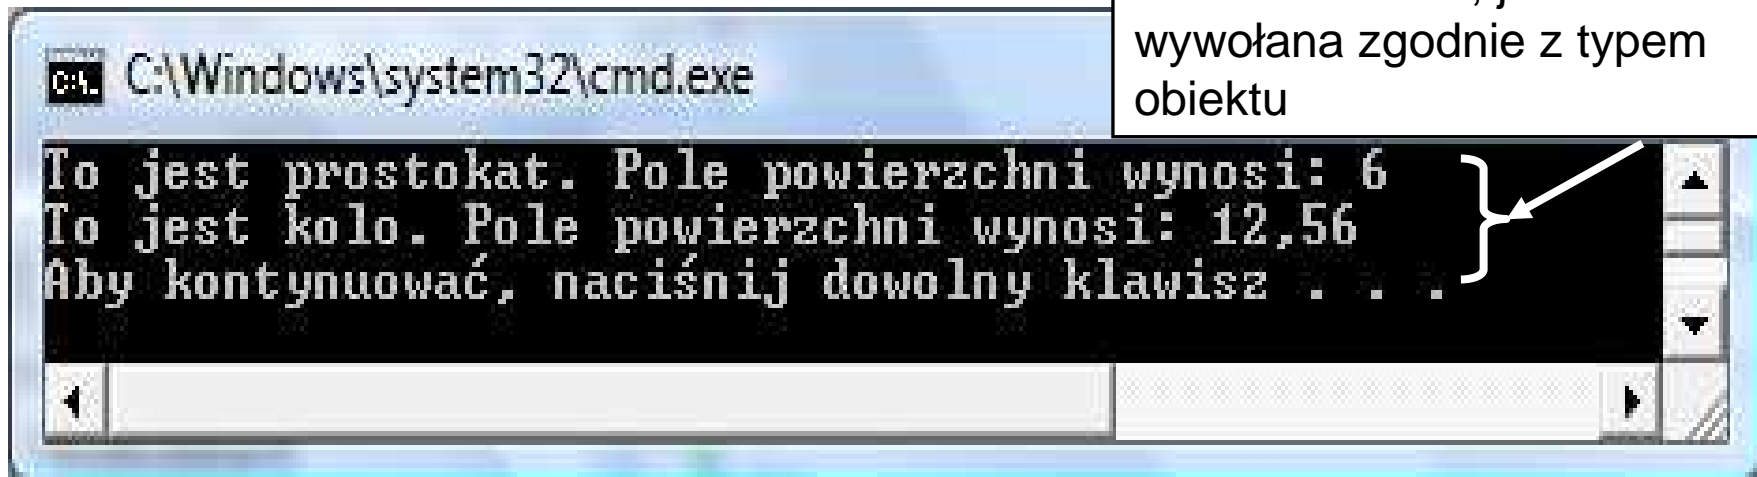 wywołana zgodnie z typem
obiektu
C:\Windows\system32\cmd.exe
To jest prostokat. Pole powierzchni wynosi: 6
To jest kolo. Pole powierzchni wynosi: 12,56
Aby kontynuować, naciśnij dowolny klawisz . . .